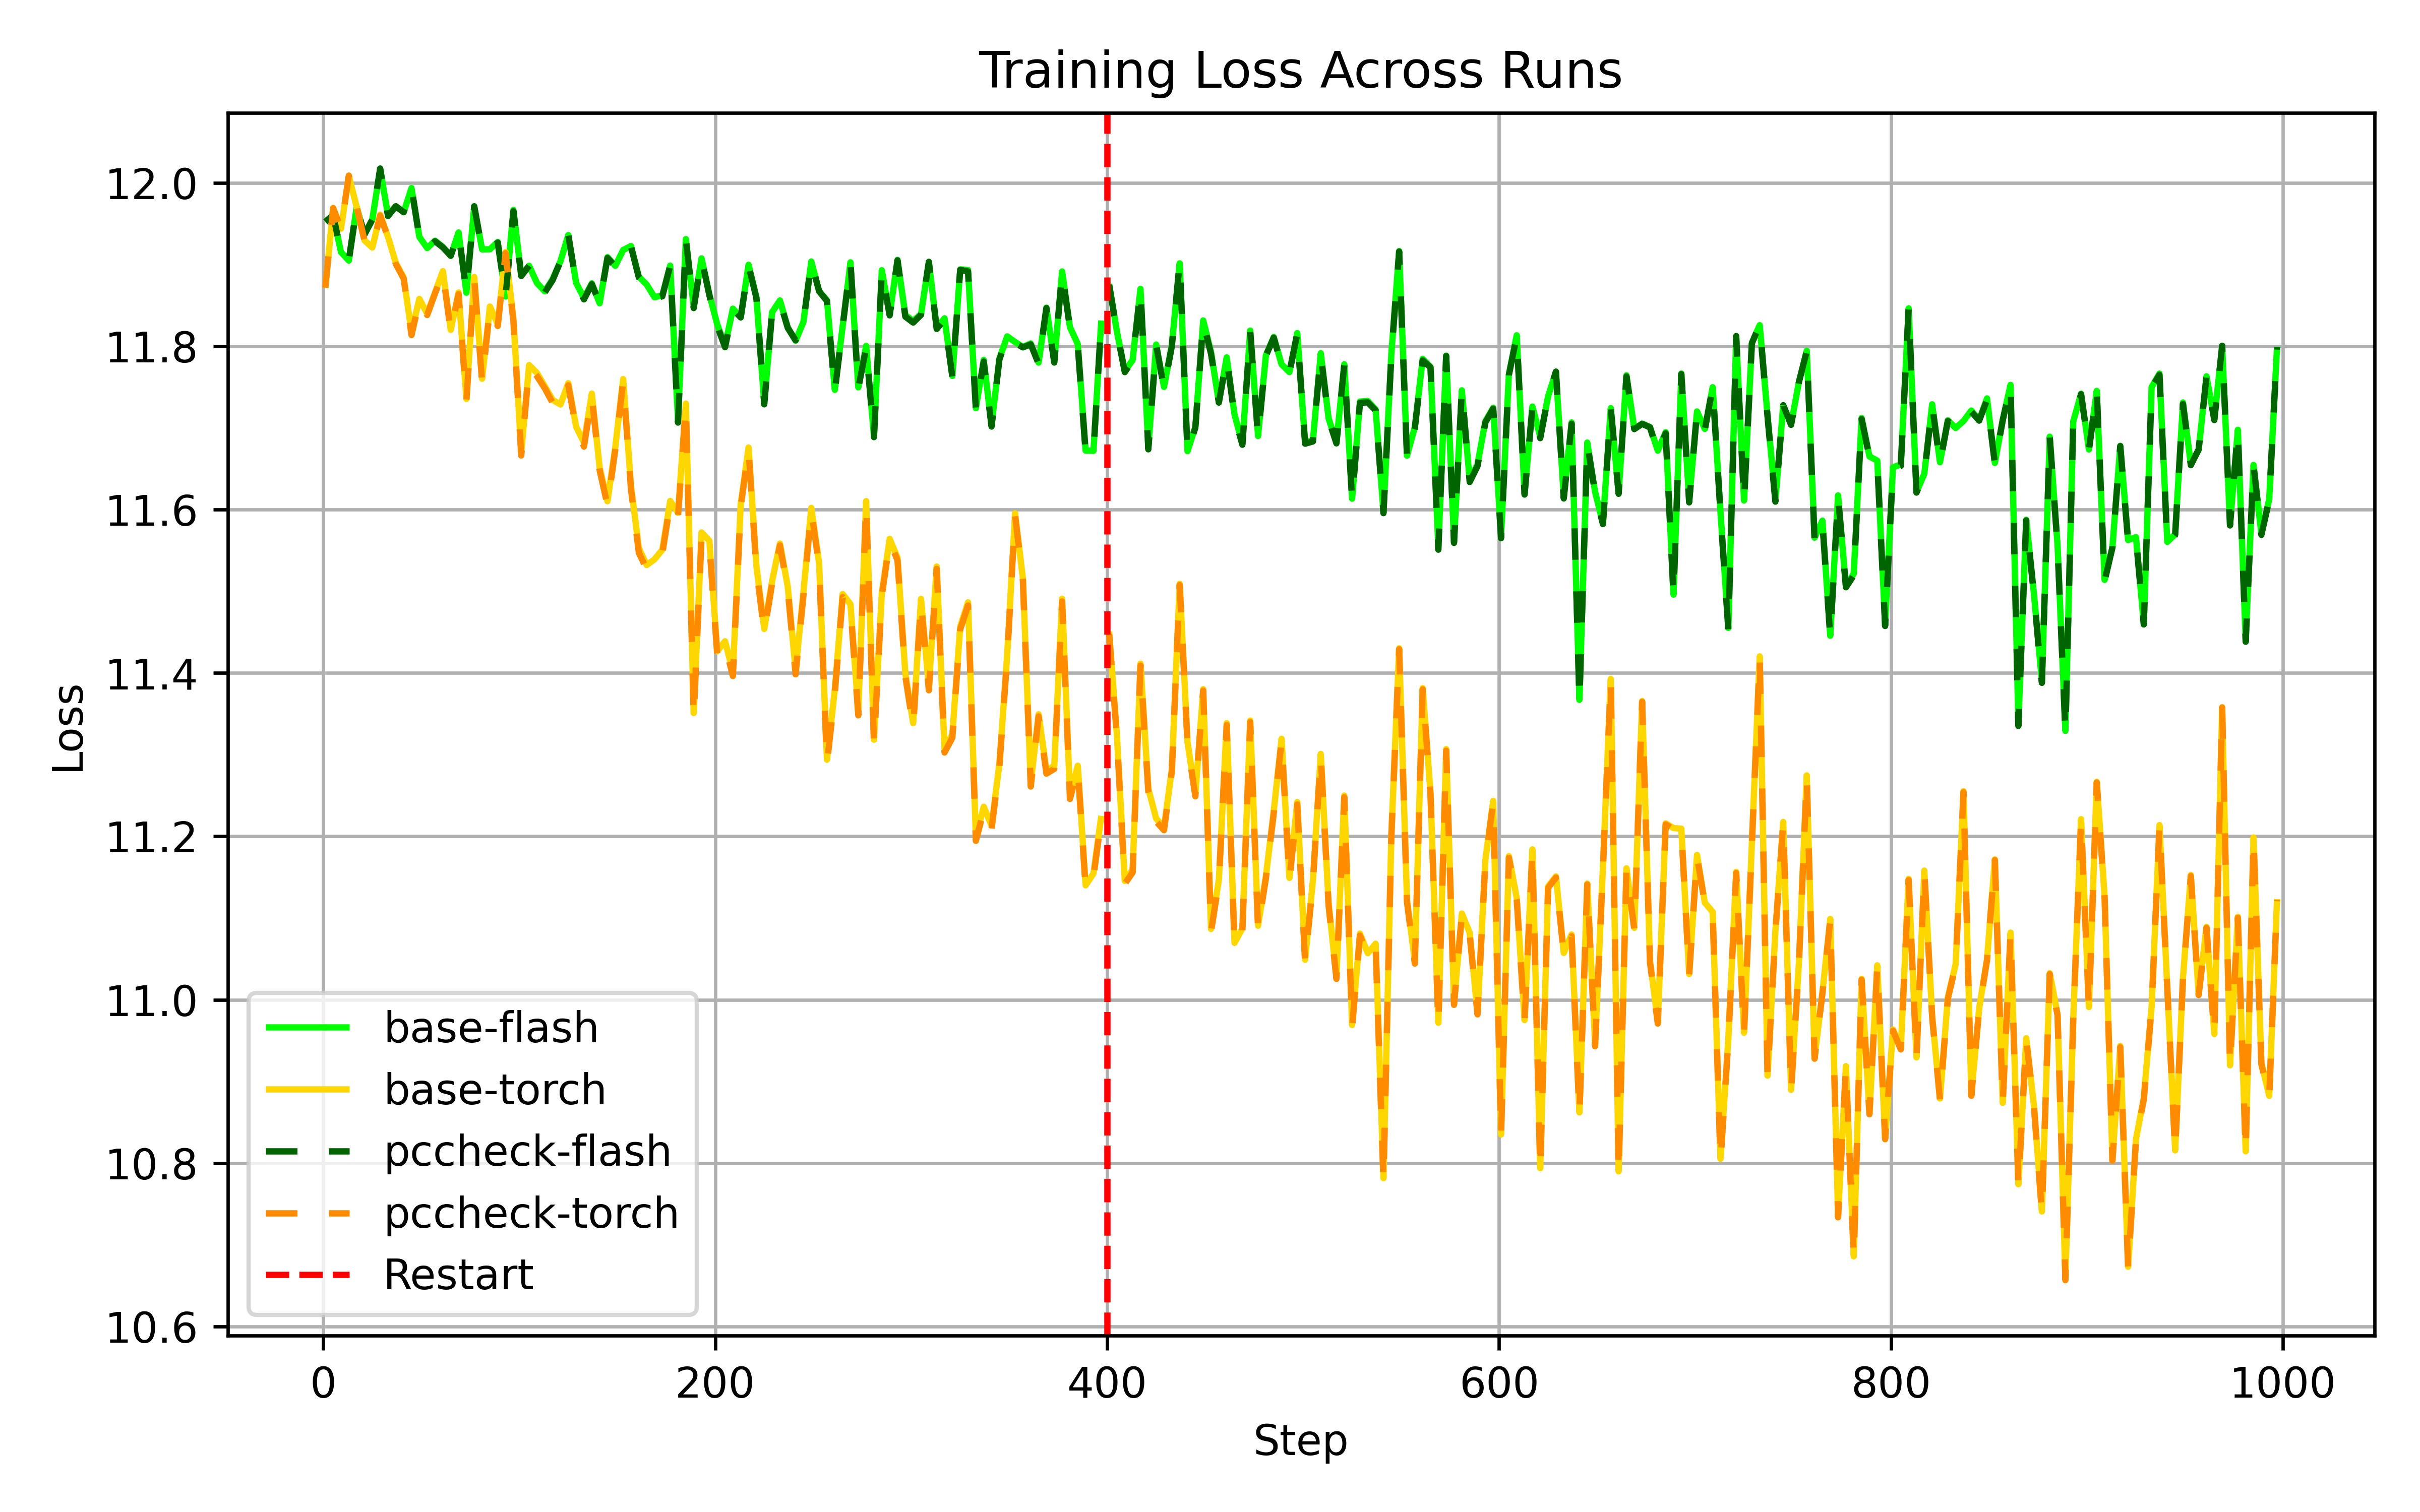 Training Loss Across Runs
12.0
11.8
11.6
11.4
11.2
11.0
10.8
10.6
Loss
base-flash
base-torch
pccheck-flash
pccheck-torch
Restart
0 200 400 600 800 1000
Step